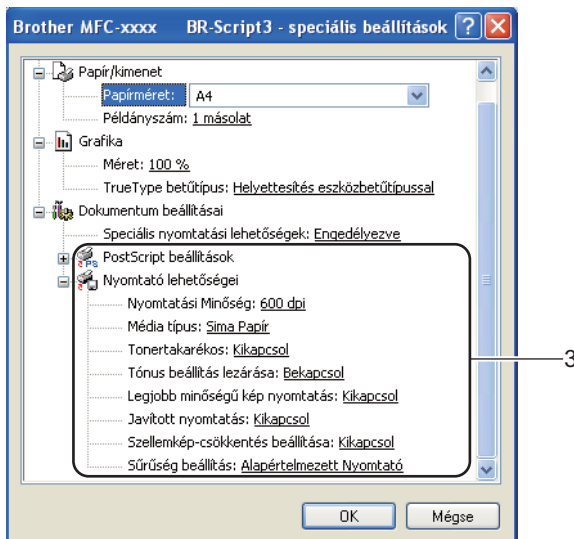 Brother MFC-xxxx BR-Script3 - speciális beállítások
Papír/kimenet
Papírméret: A4
Példányszám: 1 másolat
Grafika
Méret: 100 %
TrueType betűtípus: Helyettesítés eszközbetűtípussal
Dokumentum beállításai
Speciális nyomtatási lehetőségek: Engedélyezve
PostScript beállítások
Nyomtató lehetőségei
Nyomtatási Minőség: 600 dpi
Média típus: Sima Papír
Tonertakarékos: Kikapcsol
3
Tónus beállítás lezárása: Bekapcsol
Legjobb minőségű kép nyomtatás: Kikapcsol
Javított nyomtatás: Kikapcsol
Szellemkép-csökkentés beállítása: Kikapcsol
Sűrűség beállítás: Alapértelmezett Nyomtató
OK Mégse